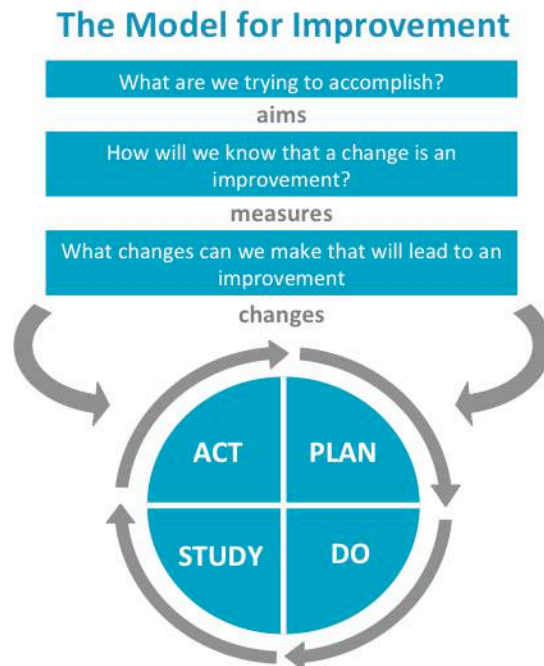 The Model for Improvement
What are we trying to accomplish?
aims
How will we know that a change is an
improvement?
measures
What changes can we make that will lead to an
improvement
changes
ACT
PLAN
STUDY
DO